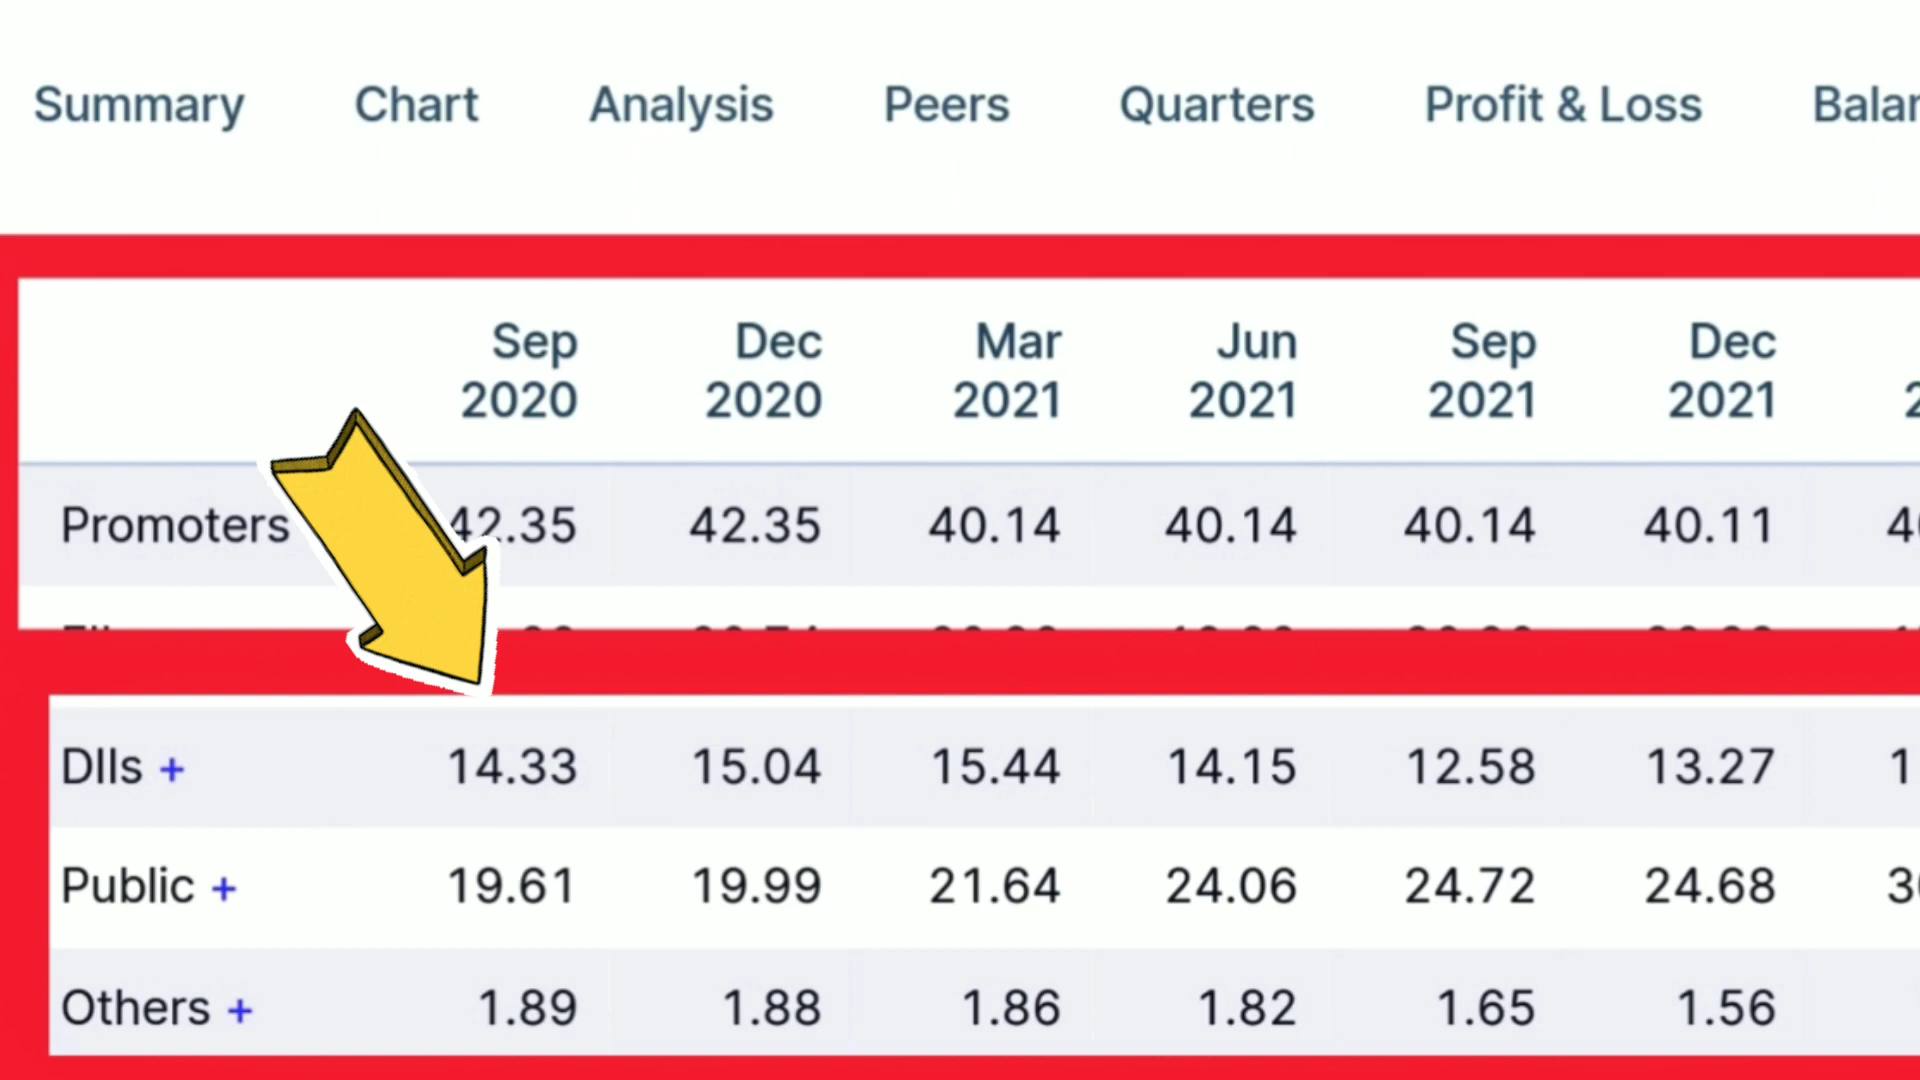 Summary Chart Analysis Peers Quarters Profit & Loss
Sep Dec Mar Jun Sep Dec
2020 2020 2021 2021 2021 2021
Promoters 42.35 42.35 40.14 40.14 40.14 40.11
DIIs + 14.33 15.04 15.44 14.15 12.58 13.27
Public + 19.61 19.99 21.64 24.06 24.72 24.68
Others + 1.89 1.88 1.86 1.82 1.65 1.56